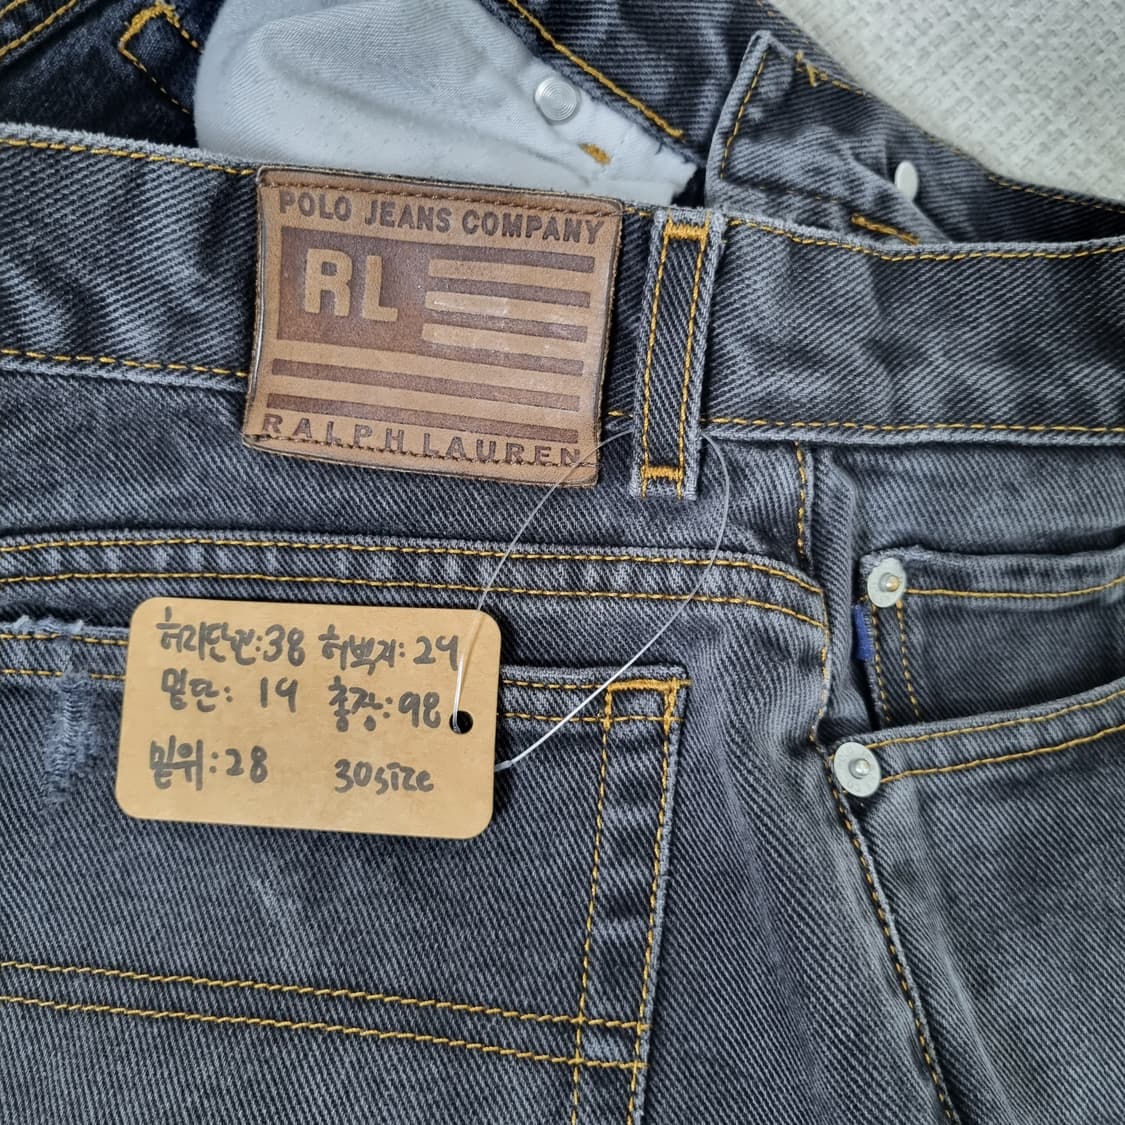 POLO JEANS COMPANY
RL
RALPH LAUREN
허리단면:38 허벅지:29
밑단: 19 총장:98
밑위:28 30size